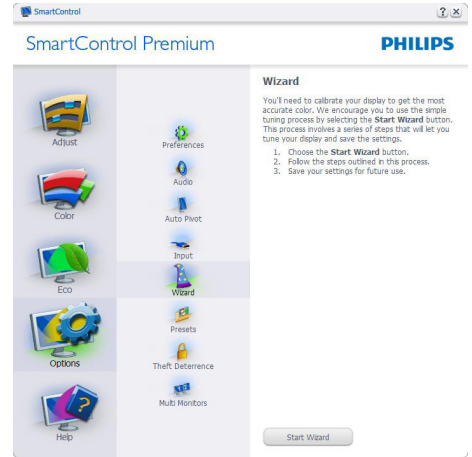 SmartControl
SmartControl Premium
PHILIPS
Adjust
Color
Eco
Options
Help
Preferences
Audio
Auto Pivot
Input
Wizard
Presets
Theft Deterrence
Multi Monitors
Wizard
You'll need to calibrate your display to get the most
accurate color. We encourage you to use the simple
tuning process by selecting the Start Wizard button.
This process involves a series of steps that will let you
tune your display and save the settings.
1. Choose the Start Wizard button.
2. Follow the steps outlined in this process.
3. Save your settings for future use.
Start Wizard